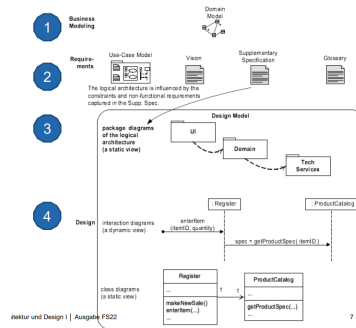 Domain
Model
1
Business
Modeling
2
Require-
ments
Use-Case Model
Vision
Supplementary
Specification
Glossary
The logical architecture is influenced by the
constraints and non-functional requirements
captured in the Supp. Spec.
Design Model
3
package diagrams
of the logical
architecture
(a static view)
UI
Domain
Tech
Services
4
Design
interaction diagrams
(a dynamic view)
: Register
: ProductCatalog
enterItem
(itemID, quantity)
spec = getProductSpec( itemID )
class diagrams
(a static view)
Register
...
makeNewSale()
enterItem(...)
...
1
1
ProductCatalog
...
getProductSpec(...)
...
itektur und Design I | Ausgabe FS22
7